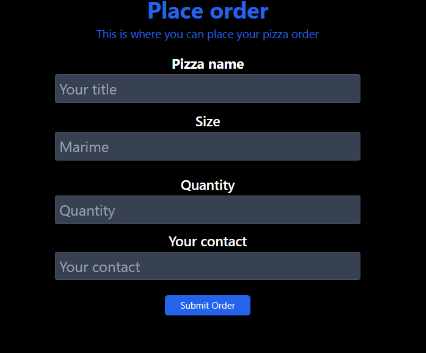 Place order
This is where you can place your pizza order
Pizza name
Your title
Size
Marime
Quantity
Quantity
Your contact
Your contact
Submit Order